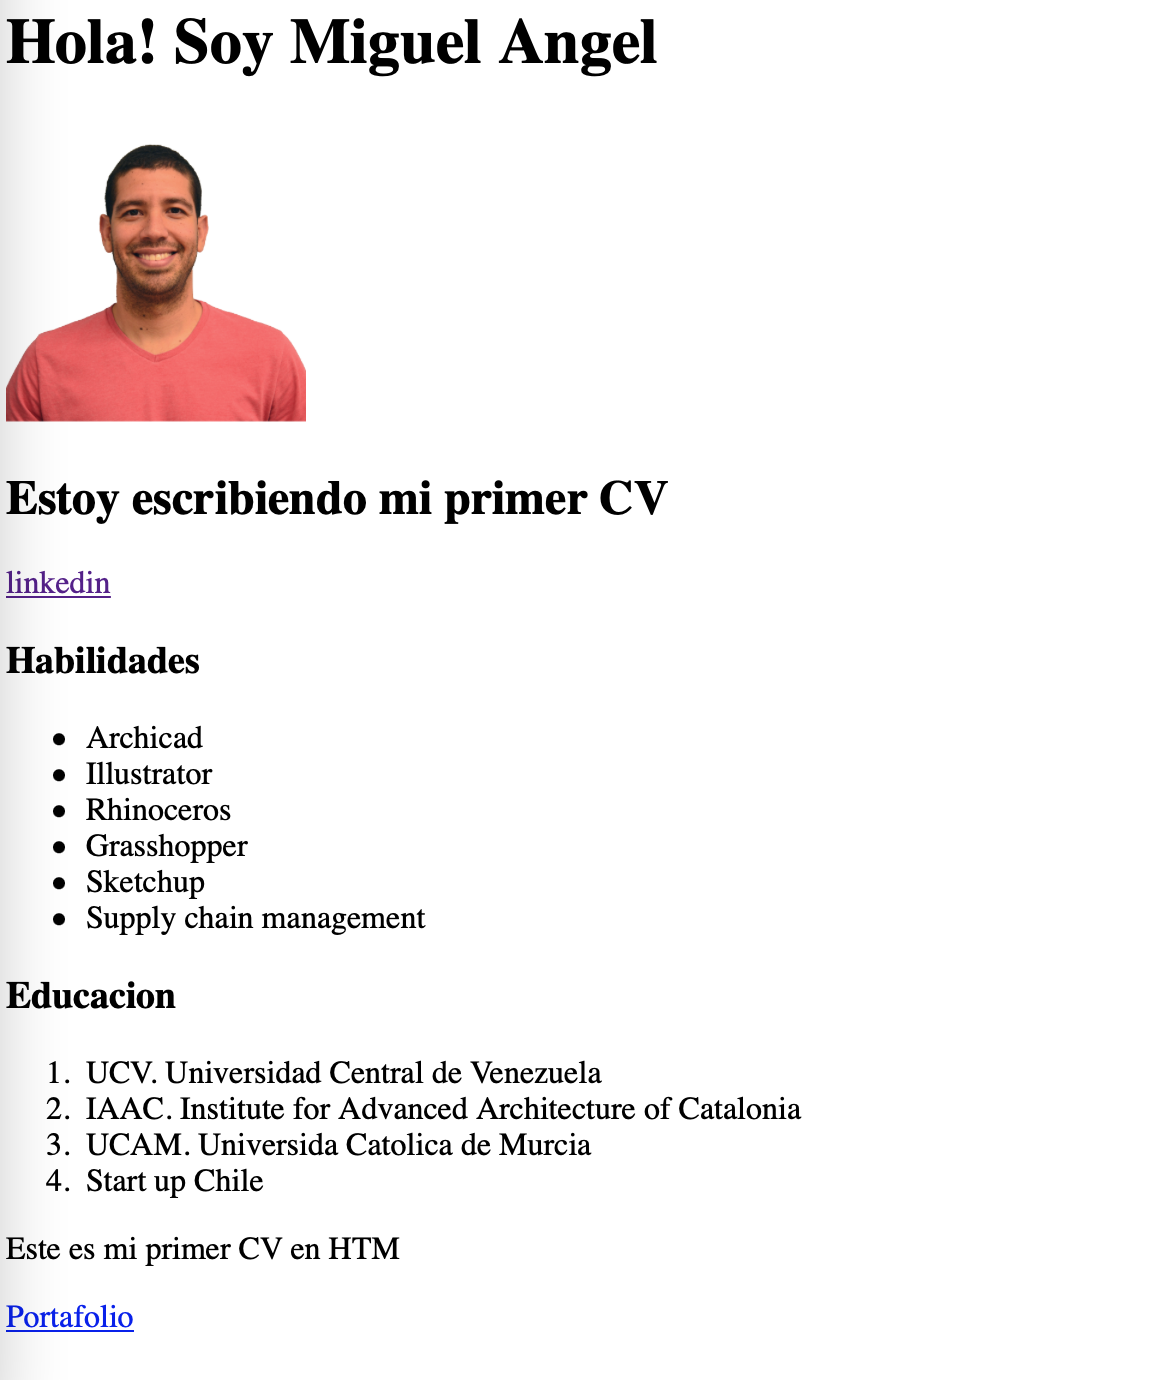 Hola! Soy Miguel Angel
Estoy escribiendo mi primer CV
linkedin
Habilidades
• Archicad
• Illustrator
• Rhinoceros
• Grasshopper
• Sketchup
• Supply chain management
Educacion
1. UCV. Universidad Central de Venezuela
2. IAAC. Institute for Advanced Architecture of Catalonia
3. UCAM. Universida Catolica de Murcia
4. Start up Chile
Este es mi primer CV en HTM
Portafolio